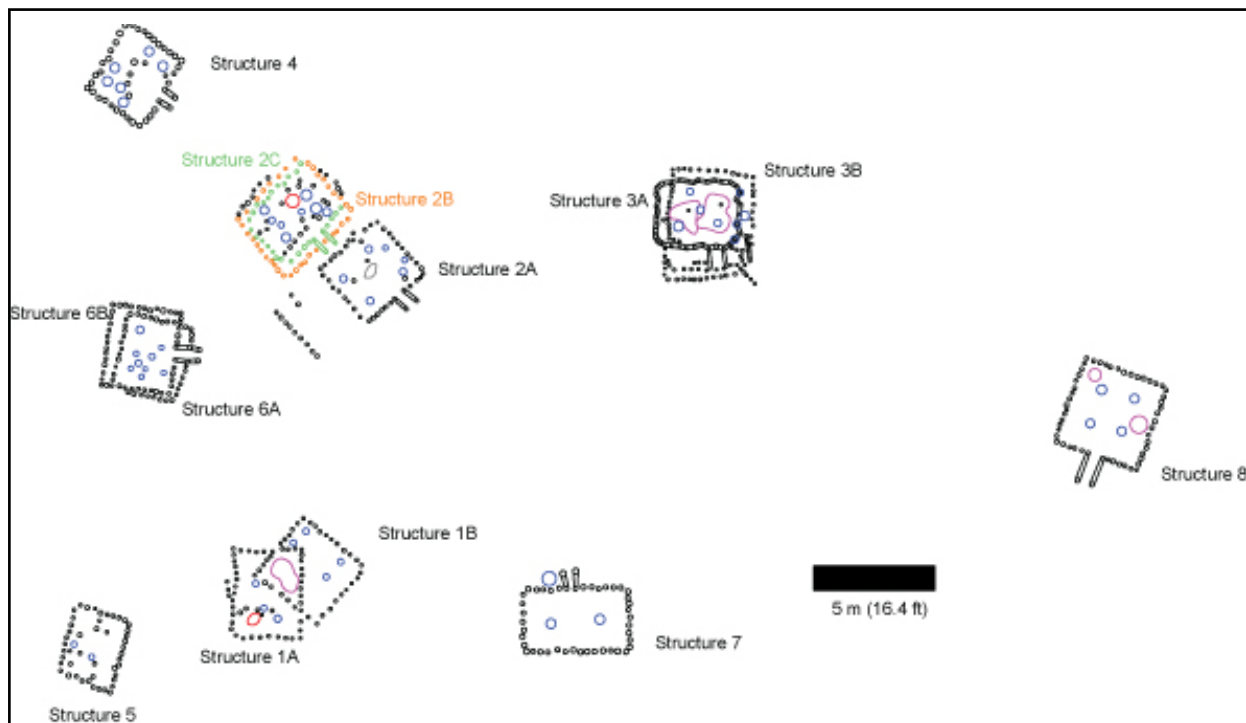 Structure 4
Structure 2C
Structure 3B
Structure 2B
Structure 3A
Structure 2A
Structure 6B
Structure 6A
Structure 8
Structure 1B
5 m (16.4 ft)
Structure 7
Structure 1A
Structure 5